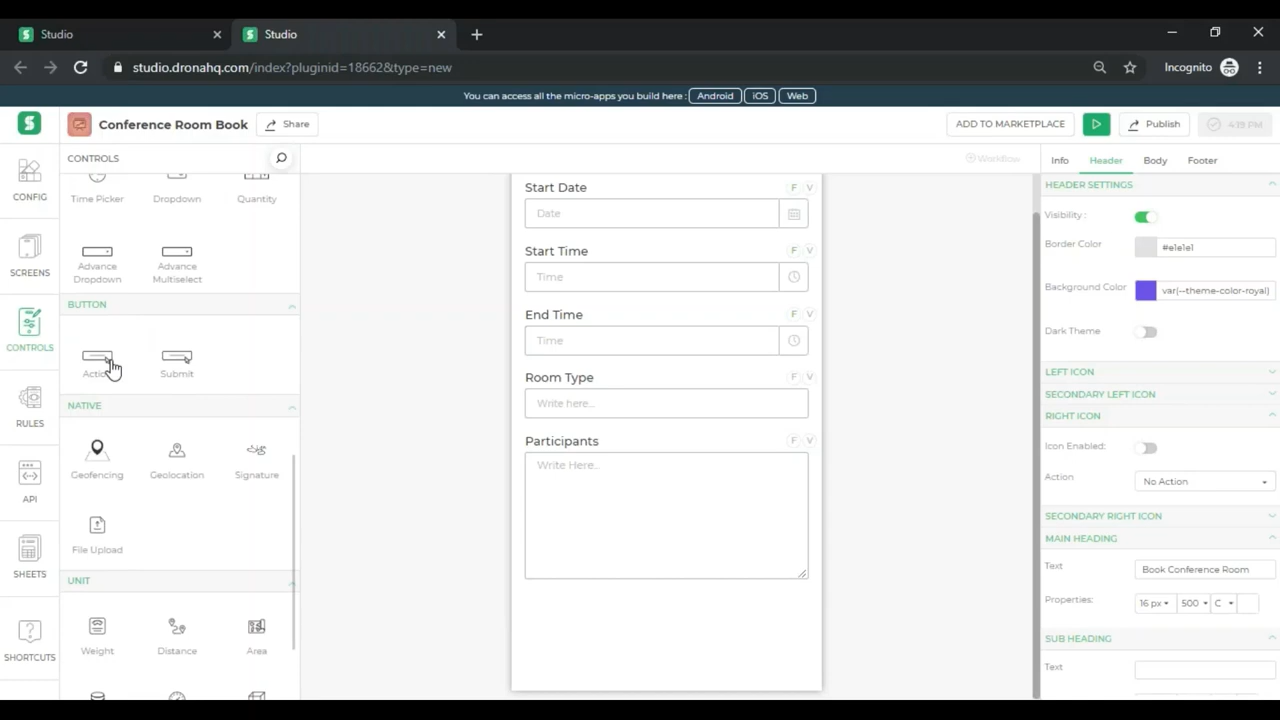 Studio
Studio
studio.dronahq.com/index?pluginid=18662&type=new
Incognito
You can access all the micro-apps you build here : Android iOS Web
Conference Room Book
Share
ADD TO MARKETPLACE
Publish
4:19 PM
CONFIG
SCREENS
CONTROLS
RULES
API
SHEETS
SHORTCUTS
CONTROLS
Time Picker
Dropdown
Quantity
Advance Dropdown
Advance Multiselect
BUTTON
Submit
NATIVE
Geofencing
Geolocation
Signature
File Upload
UNIT
Weight
Distance
Area
Workflow
Start Date
F V
Date
Start Time
F V
Time
End Time
F V
Time
Room Type
F V
Write here...
Participants
F V
Write Here...
Info
Header
Body
Footer
HEADER SETTINGS
Visibility :
Border Color
#e1e1e1
Background Color
var(--theme-color-royal)
Dark Theme
LEFT ICON
SECONDARY LEFT ICON
RIGHT ICON
Icon Enabled:
Action
No Action
SECONDARY RIGHT ICON
MAIN HEADING
Text
Book Conference Room
Properties:
16 px
500
C
SUB HEADING
Text